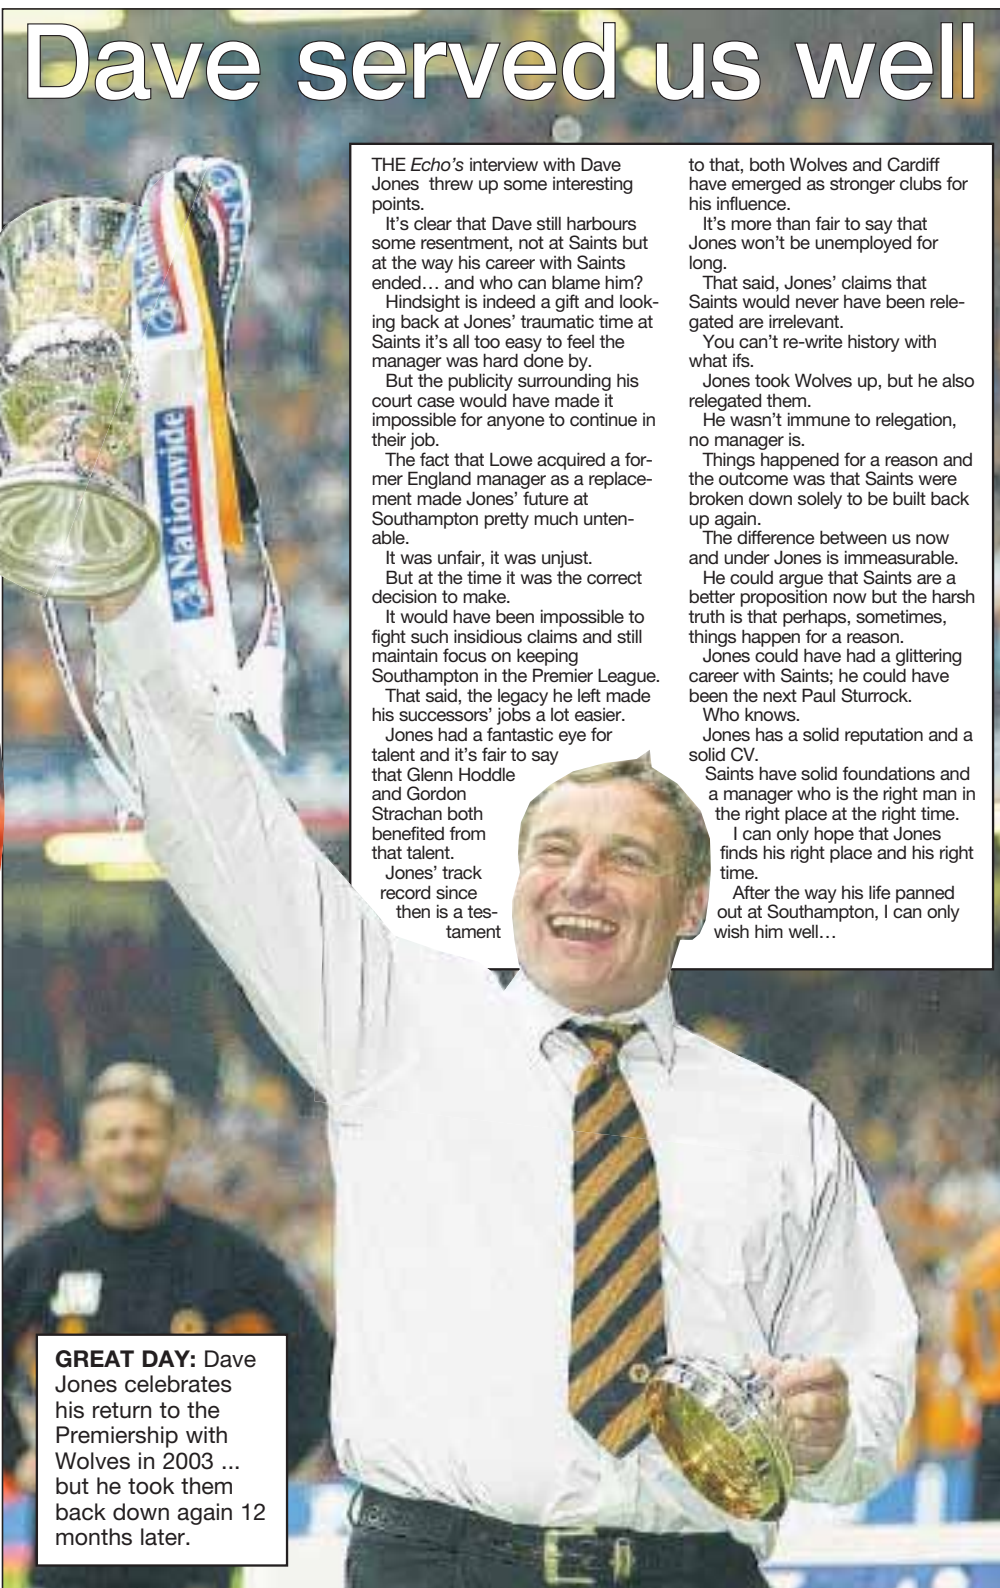 Dave served us well
THE Echo's interview with Dave
Jones threw up some interesting
points.
It's clear that Dave still harbours
some resentment, not at Saints but
at the way his career with Saints
ended… and who can blame him?
Hindsight is indeed a gift and look-
ing back at Jones' traumatic time at
Saints it's all too easy to feel the
manager was hard done by.
But the publicity surrounding his
court case would have made it
impossible for anyone to continue in
their job.
The fact that Lowe acquired a for-
mer England manager as a replace-
ment made Jones' future at
Southampton pretty much unten-
able.
It was unfair, it was unjust.
But at the time it was the correct
decision to make.
It would have been impossible to
fight such insidious claims and still
maintain focus on keeping
Southampton in the Premier League.
That said, the legacy he left made
his successors' jobs a lot easier.
Jones had a fantastic eye for
talent and it's fair to say
that Glenn Hoddle
and Gordon
Strachan both
benefited from
that talent.
Jones' track
record since
then is a tes-
tament
to that, both Wolves and Cardiff
have emerged as stronger clubs for
his influence.
It's more than fair to say that
Jones won't be unemployed for
long.
That said, Jones' claims that
Saints would never have been rele-
gated are irrelevant.
You can't re-write history with
what ifs.
Jones took Wolves up, but he also
relegated them.
He wasn't immune to relegation,
no manager is.
Things happened for a reason and
the outcome was that Saints were
broken down solely to be built back
up again.
The difference between us now
and under Jones is immeasurable.
He could argue that Saints are a
better proposition now but the harsh
truth is that perhaps, sometimes,
things happen for a reason.
Jones could have had a glittering
career with Saints; he could have
been the next Paul Sturrock.
Who knows.
Jones has a solid reputation and a
solid CV.
Saints have solid foundations and
a manager who is the right man in
the right place at the right time.
I can only hope that Jones
finds his right place and his right
time.
After the way his life panned
out at Southampton, I can only
wish him well…
Nationwide
GREAT DAY: Dave
Jones celebrates
his return to the
Premiership with
Wolves in 2003 ...
but he took them
back down again 12
months later.